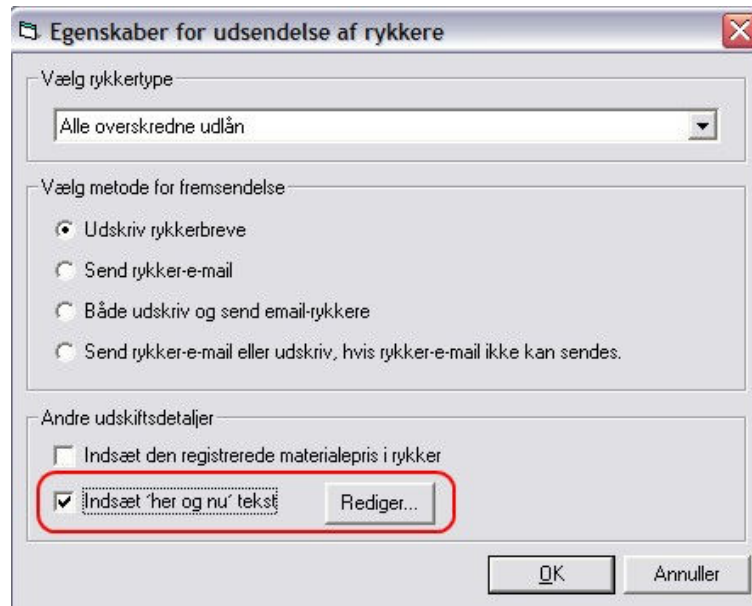 Egenskaber for udsendelse af rykkere
Vælg rykkertype
Alle overskredne udlån
Vælg metode for fremsendelse
Udskriv rykkerbreve
Send rykker-e-mail
Både udskriv og send email-rykkere
Send rykker-e-mail eller udskriv, hvis rykker-e-mail ikke kan sendes.
Andre udskiftsdetaljer
Indsæt den registrerede materialepris i rykker
Indsæt 'her og nu' tekst Rediger...
OK Annuller